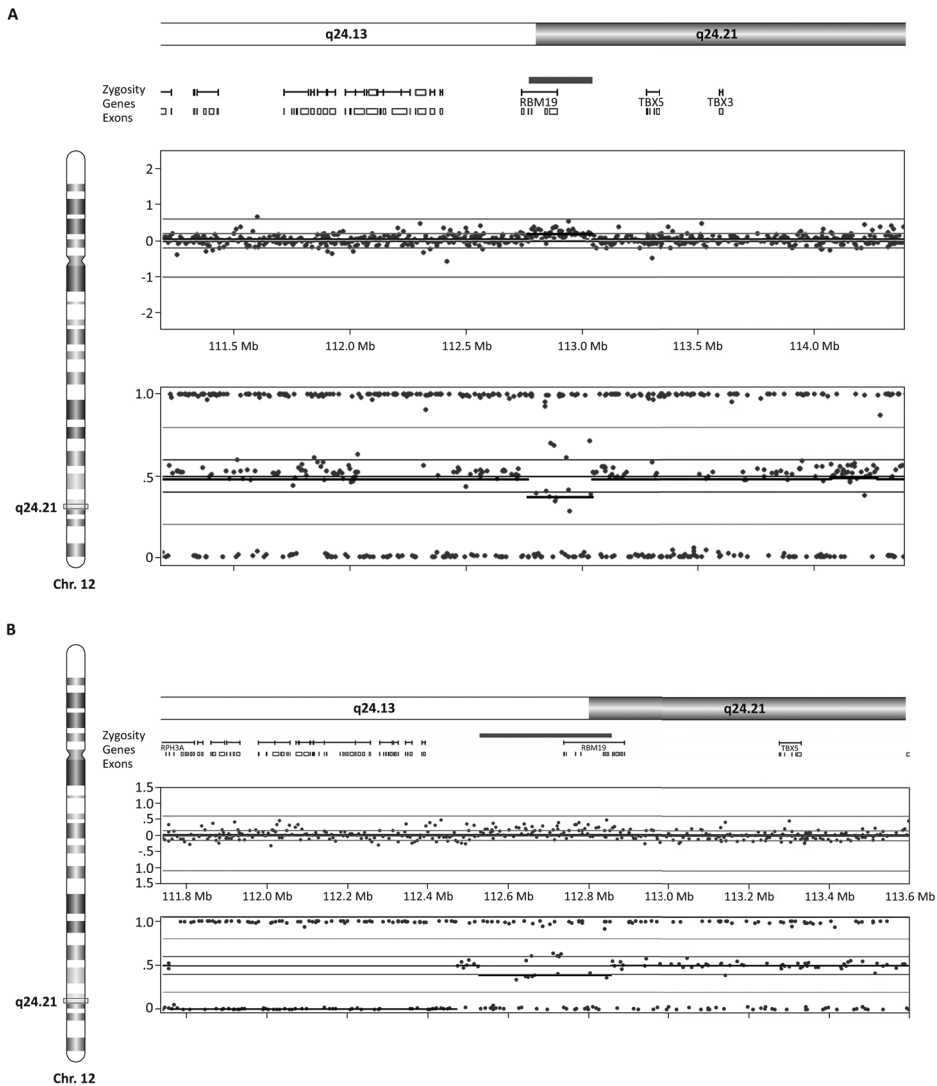 A
q24.13 q24.21
Zygosity
Genes RBM19 TBX5 TBX3
Exons
2
1
0
-1
-2
111.5 Mb 112.0 Mb 112.5 Mb 113.0 Mb 113.5 Mb 114.0 Mb
1.0
.5
0
q24.21
Chr. 12
B
q24.13 q24.21
Zygosity
Genes RPH3A RBM19 TBX5
Exons
1.5
1.0
.5
0
-.5
1.0
1.5
111.8 Mb 112.0 Mb 112.2 Mb 112.4 Mb 112.6 Mb 112.8 Mb 113.0 Mb 113.2 Mb 113.4 Mb 113.6 Mb
1.0
.5
0
q24.21
Chr. 12